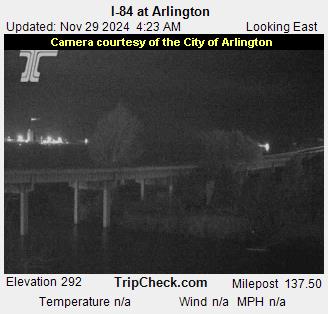 I-84 at Arlington
Updated: Nov 29 2024 4:23 AM Looking East
Camera courtesy of the City of Arlington
Elevation 292 TripCheck.com Milepost 137.50
Temperature n/a Wind n/a MPH n/a